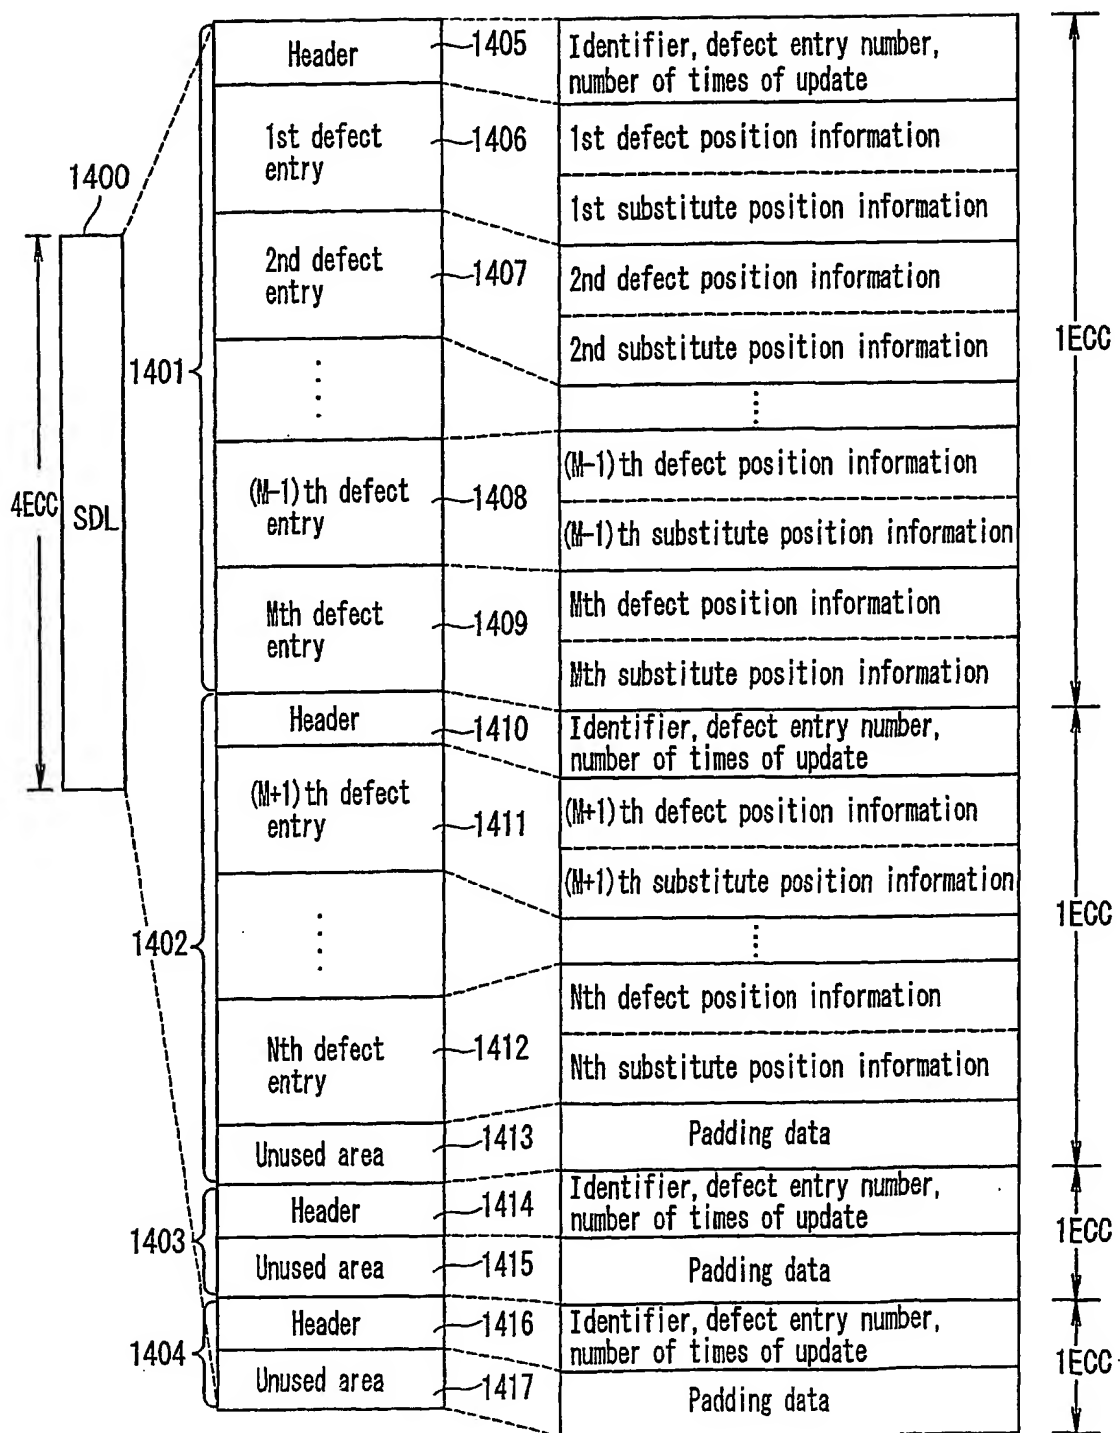 Header
1405
Identifier, defect entry number,
number of times of update
1st defect
entry
1406
1st defect position information
1st substitute position information
1400
2nd defect
entry
1407
2nd defect position information
2nd substitute position information
1ECC
1401
(M-1)th defect
entry
1408
(M-1)th defect position information
(M-1)th substitute position information
4ECC
SDL
Mth defect
entry
1409
Mth defect position information
Mth substitute position information
Header
1410
Identifier, defect entry number,
number of times of update
(M+1)th defect
entry
1411
(M+1)th defect position information
(M+1)th substitute position information
1ECC
1402
Nth defect
entry
1412
Nth defect position information
Nth substitute position information
Unused area
1413
Padding data
Header
1414
Identifier, defect entry number,
number of times of update
1403
1ECC
Unused area
1415
Padding data
Header
1416
Identifier, defect entry number,
number of times of update
1404
1ECC
Unused area
1417
Padding data